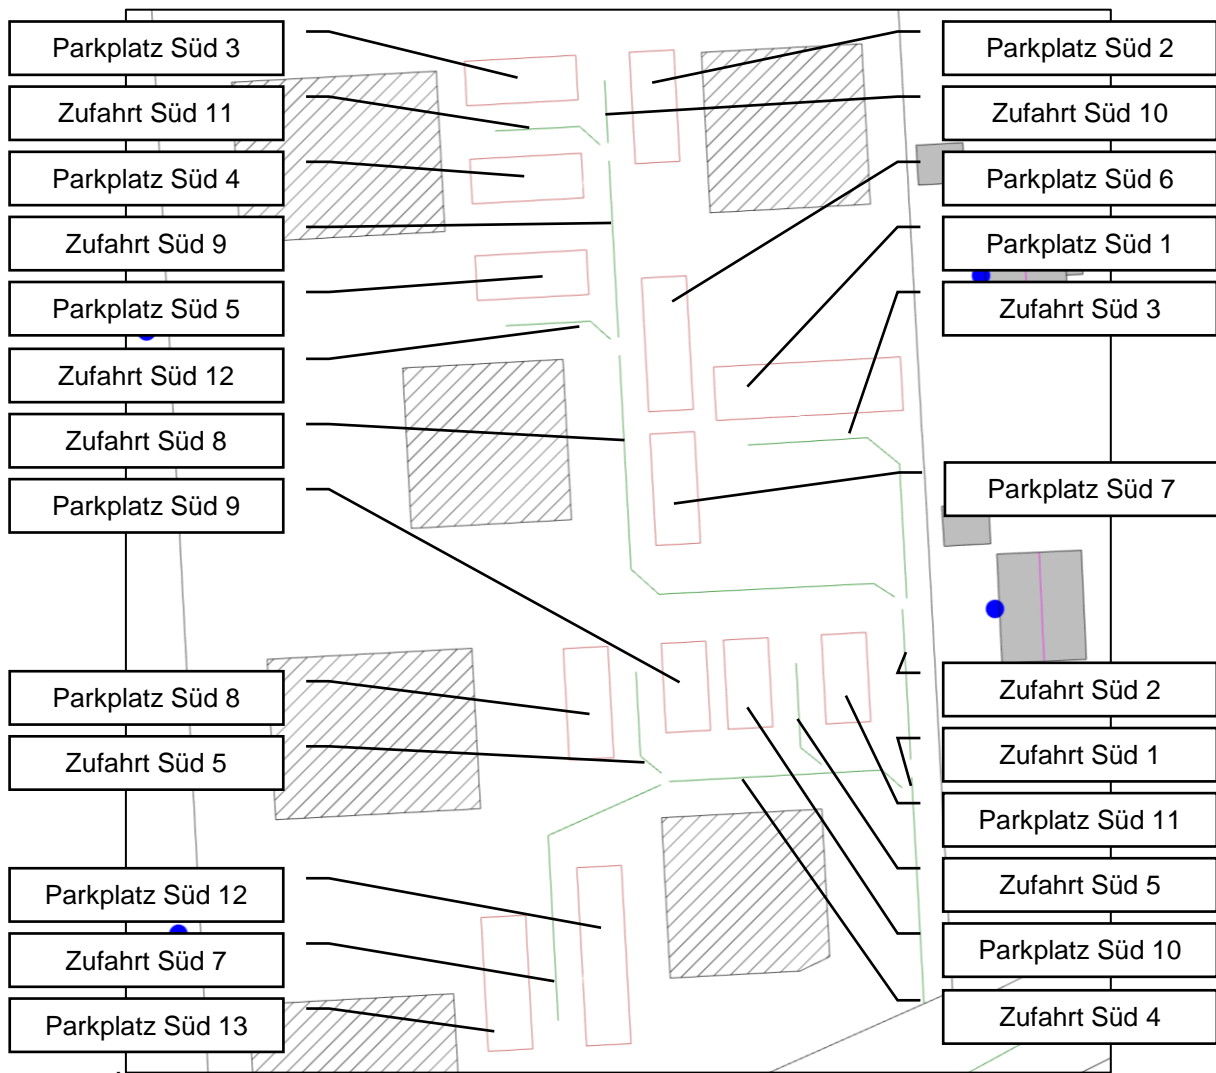 Parkplatz Süd 3
Zufahrt Süd 11
Parkplatz Süd 4
Zufahrt Süd 9
Parkplatz Süd 5
Zufahrt Süd 12
Zufahrt Süd 8
Parkplatz Süd 9
Parkplatz Süd 8
Zufahrt Süd 5
Parkplatz Süd 12
Zufahrt Süd 7
Parkplatz Süd 13
Parkplatz Süd 2
Zufahrt Süd 10
Parkplatz Süd 6
Parkplatz Süd 1
Zufahrt Süd 3
Parkplatz Süd 7
Zufahrt Süd 2
Zufahrt Süd 1
Parkplatz Süd 11
Zufahrt Süd 5
Parkplatz Süd 10
Zufahrt Süd 4